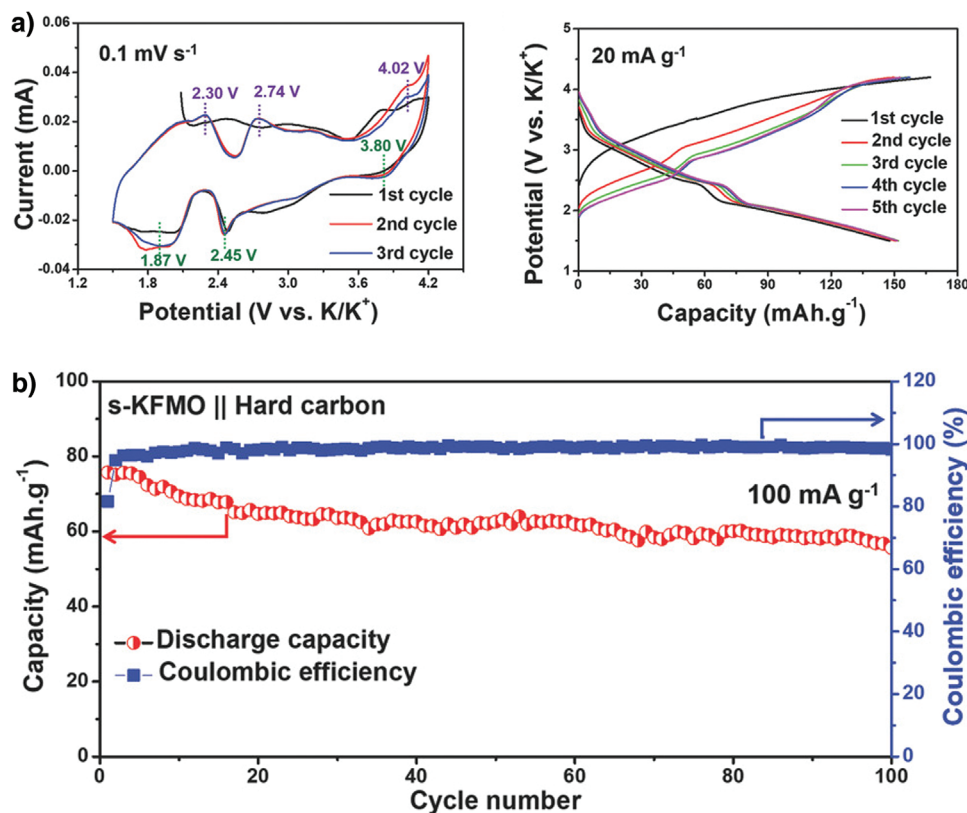 a)
0.1 mV s⁻¹
2.30 V
2.74 V
4.02 V
3.80 V
1.87 V
2.45 V
1st cycle
2nd cycle
3rd cycle
0.06
0.04
0.02
0.00
-0.02
-0.04
1.2
1.8
2.4
3.0
3.6
4.2
Current (mA)
Potential (V vs. K/K⁺)
20 mA g⁻¹
1st cycle
2nd cycle
3rd cycle
4th cycle
5th cycle
5
4
3
2
1
0
30
60
90
120
150
180
Potential (V vs. K/K⁺)
Capacity (mAh.g⁻¹)
b)
s-KFMO || Hard carbon
100 mA g⁻¹
Discharge capacity
Coulombic efficiency
100
80
60
40
20
0
120
100
80
60
40
20
0
0
20
40
60
80
100
Capacity (mAh.g⁻¹)
Coulombic efficiency (%)
Cycle number